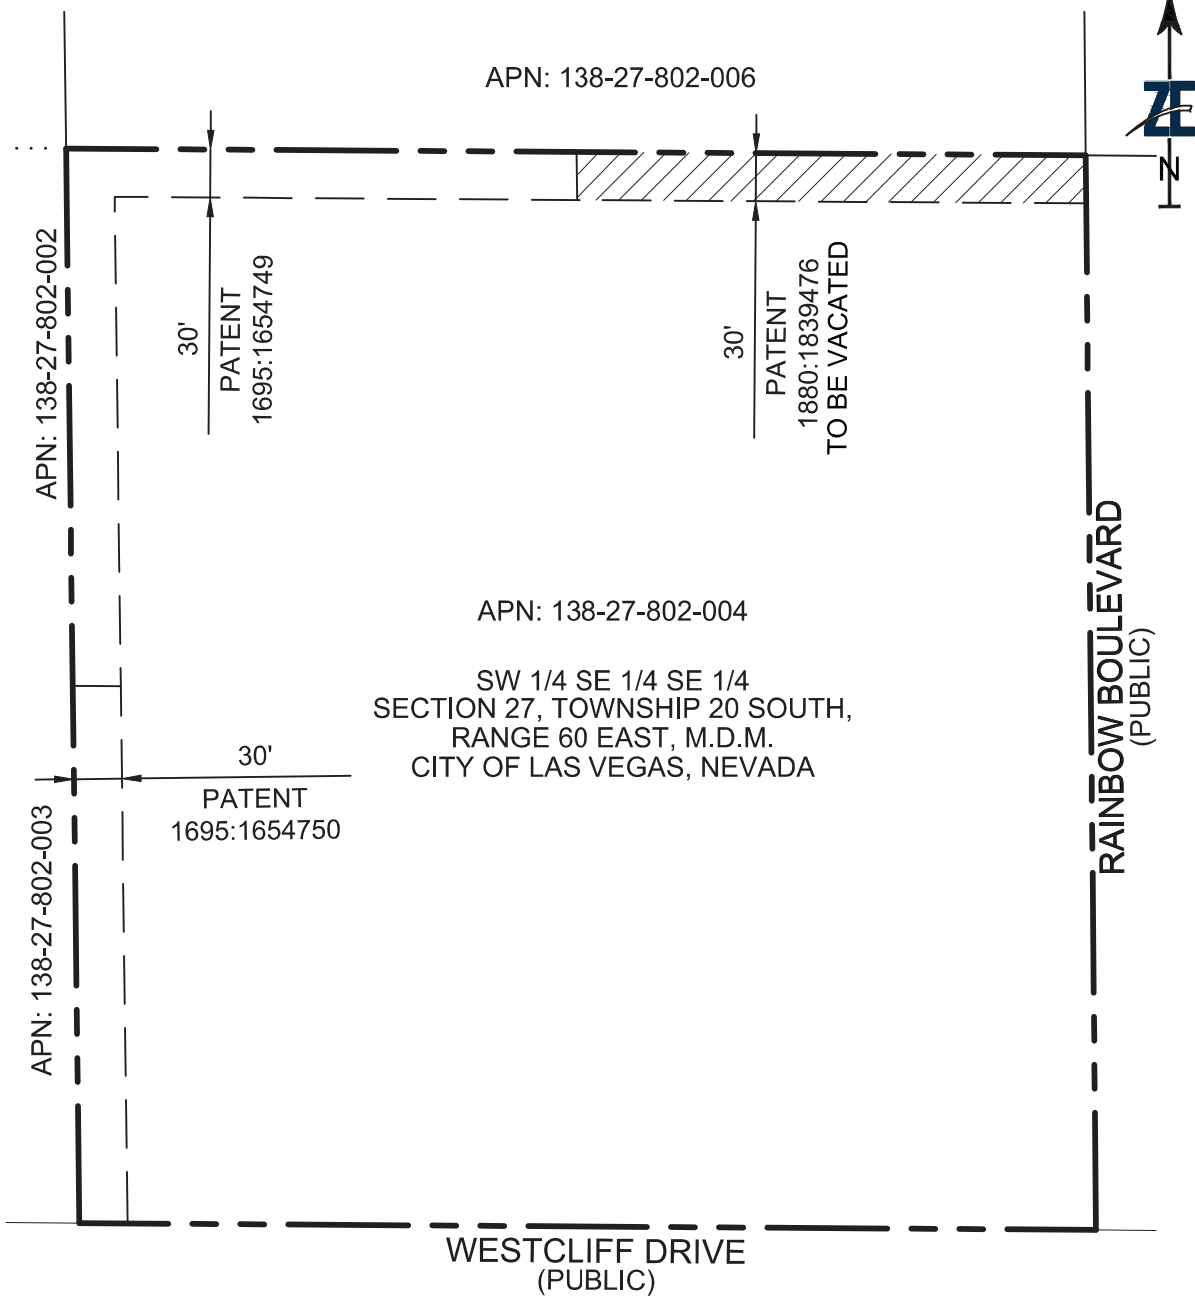 APN: 138-27-802-006
ZE
N
APN: 138-27-802-002
30'
PATENT
1695:1654749
30'
PATENT
1880:1839476
TO BE VACATED
APN: 138-27-802-004
SW 1/4 SE 1/4 SE 1/4
SECTION 27, TOWNSHIP 20 SOUTH,
RANGE 60 EAST, M.D.M.
CITY OF LAS VEGAS, NEVADA
RAINBOW BOULEVARD
(PUBLIC)
30'
PATENT
1695:1654750
APN: 138-27-802-003
WESTCLIFF DRIVE
(PUBLIC)